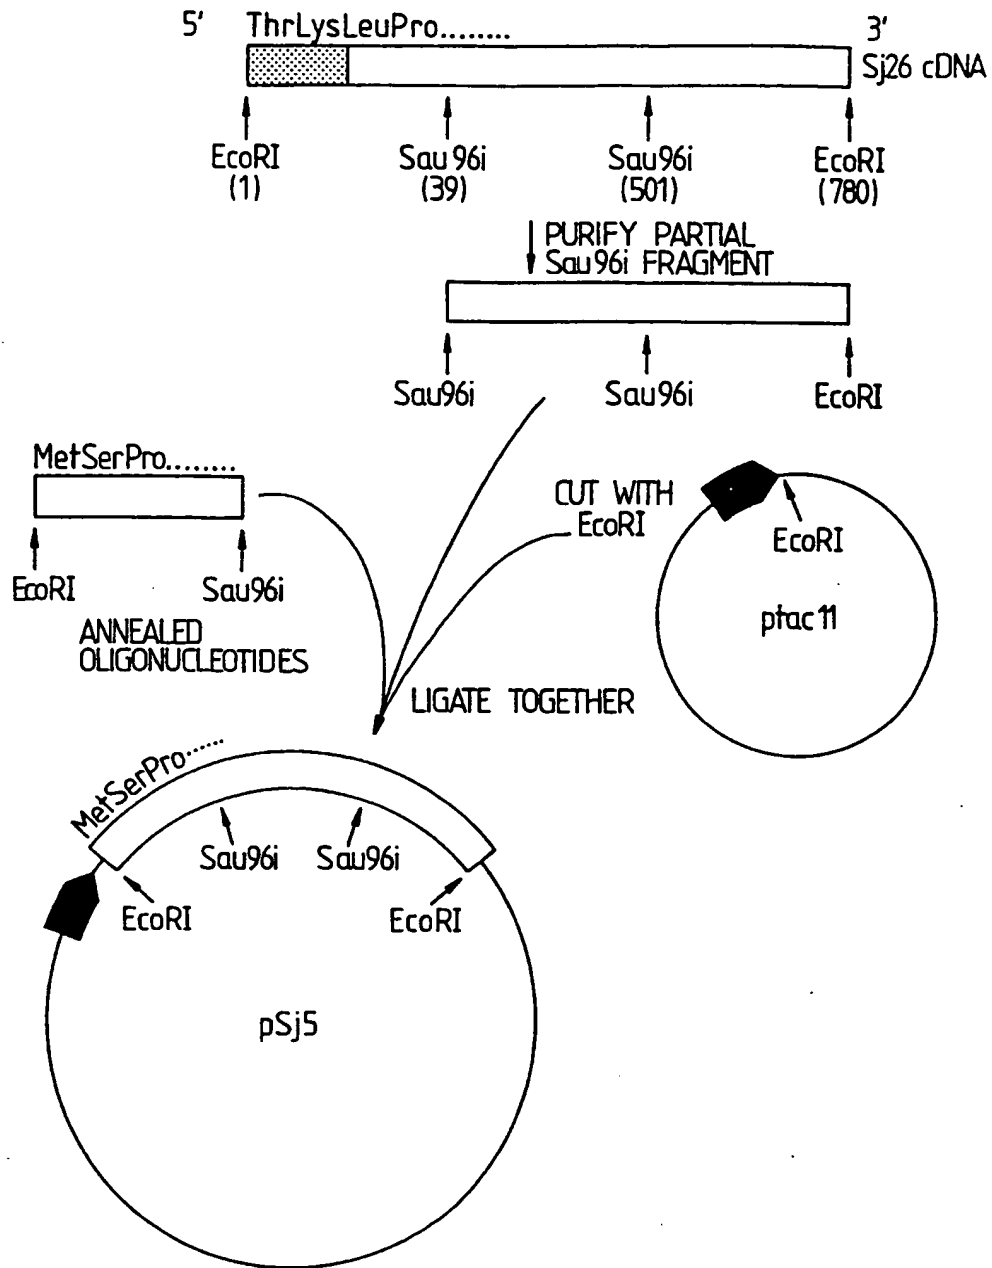 5' ThrLysLeuPro........ 3'
Sj26 cDNA
EcoRI Sau96i Sau96i EcoRI
(1) (39) (501) (780)
PURIFY PARTIAL
Sau96i FRAGMENT
Sau96i Sau96i EcoRI
MetSerPro........
EcoRI Sau96i
ANNEALED
OLIGONUCLEOTIDES
CUT WITH
EcoRI
EcoRI
ptac11
LIGATE TOGETHER
MetSerPro......
Sau96i Sau96i
EcoRI EcoRI
pSj5